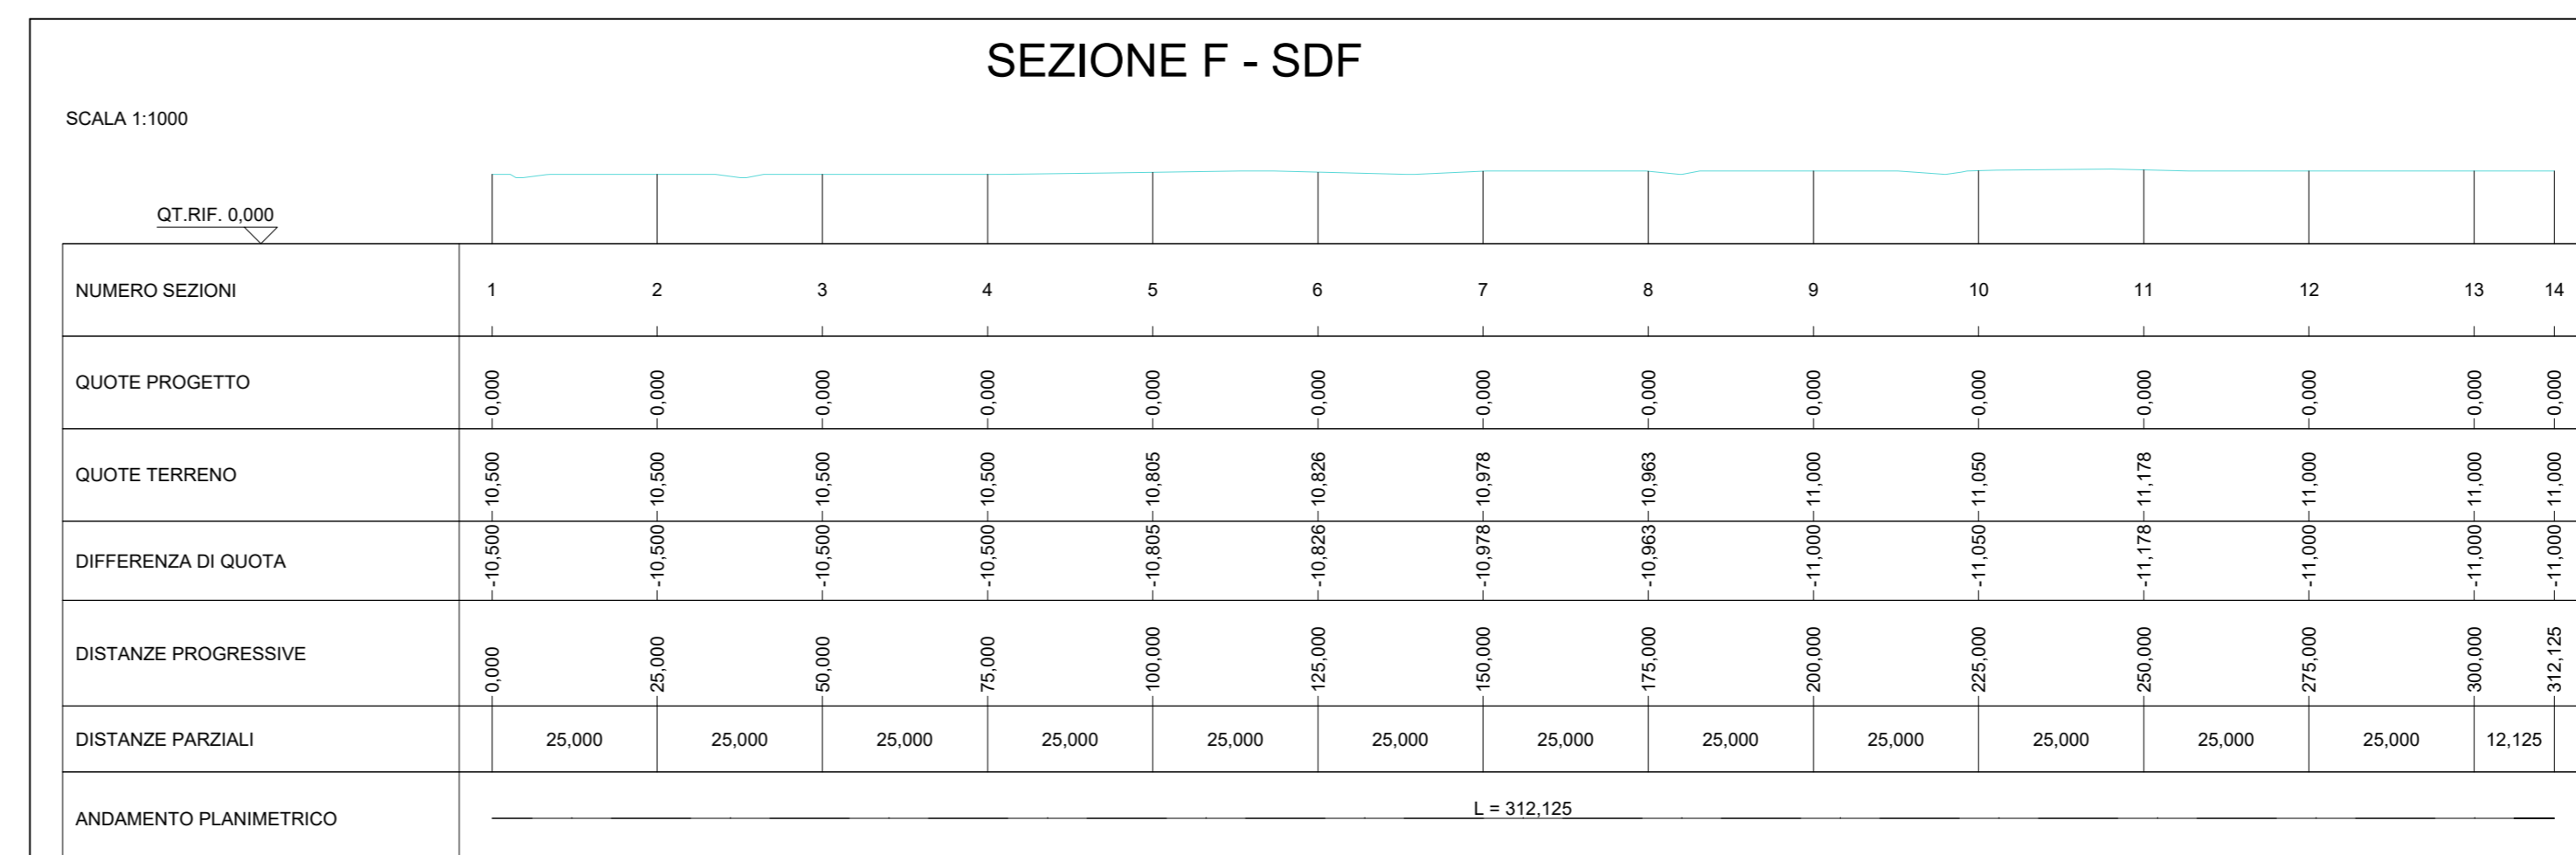 SEZIONE F - SDF
SCALA 1:1000
QT.RIF. 0,000
NUMERO SEZIONI 1 2 3 4 5 6 7 8 9 10 11 12 13 14
QUOTE PROGETTO 0,000 0,000 0,000 0,000 0,000 0,000 0,000 0,000 0,000 0,000 0,000 0,000 0,000 0,000
QUOTE TERRENO 10,500 10,500 10,500 10,500 10,805 10,826 10,978 10,963 11,000 11,050 11,178 11,000 11,000 11,000
DIFFERENZA DI QUOTA -10,500 -10,500 -10,500 -10,500 -10,805 -10,826 -10,978 -10,963 -11,000 -11,050 -11,178 -11,000 -11,000 -11,000
DISTANZE PROGRESSIVE 0,000 25,000 50,000 75,000 100,000 125,000 150,000 175,000 200,000 225,000 250,000 275,000 300,000 312,125
DISTANZE PARZIALI 25,000 25,000 25,000 25,000 25,000 25,000 25,000 25,000 25,000 25,000 25,000 25,000 12,125
ANDAMENTO PLANIMETRICO L = 312,125